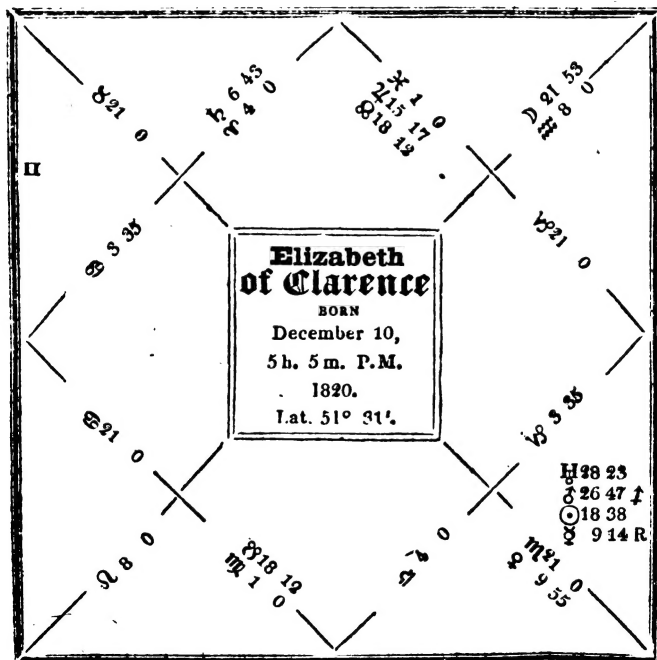 ♉21 0
♄ 6 43
♈ 4 0
♓ 1 0
♃15 17
☊18 12
☽ 21 53
♒ 8 0
♊
♋ 3 35
♑21 0
Elizabeth
of Clarence
BORN
December 10,
5 h. 5 m. P.M.
1820.
Lat. 51° 31'.
♋21 0
♑ 3 35
♅28 23
♂26 47 ♐
☉18 38
☿ 9 14 R
♌ 8 0
☋18 12
♍ 1 0
♎ 4 0
♏21 0
♀ 9 55